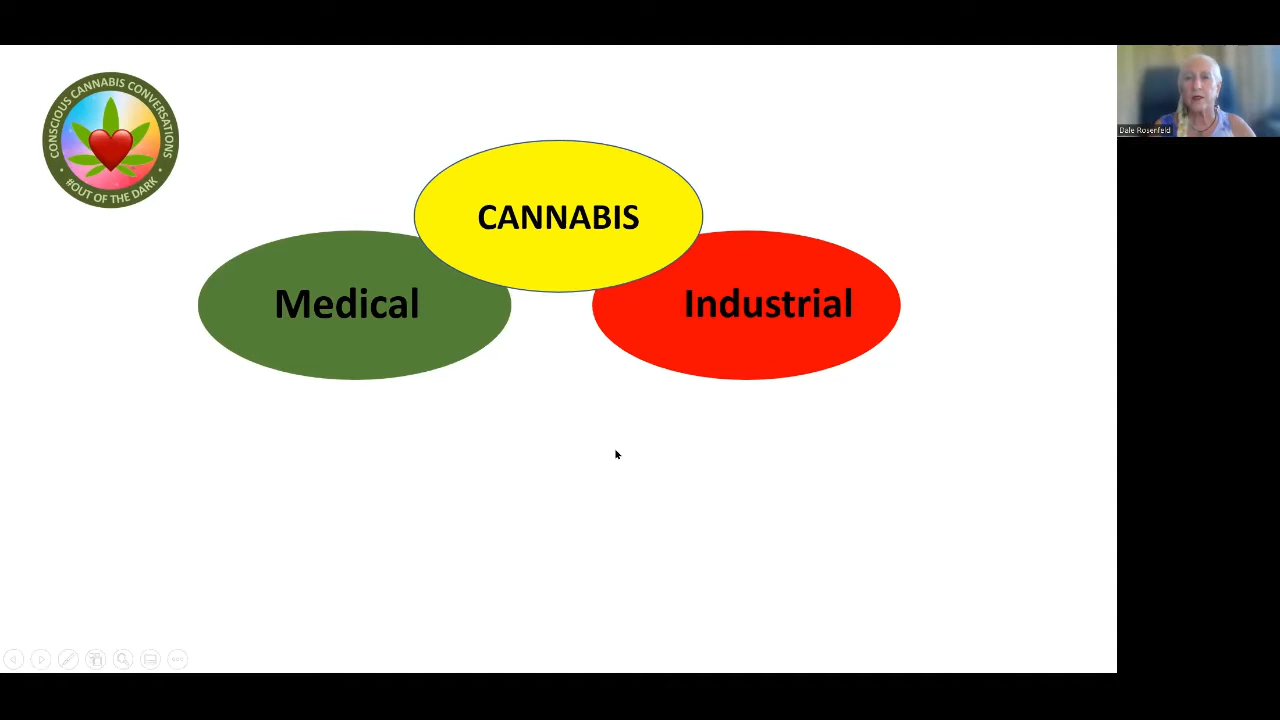 CONSCIOUS CANNABIS CONVERSATIONS
• #OUT OF THE DARK •
Dale Rosenfeld
CANNABIS
Medical
Industrial